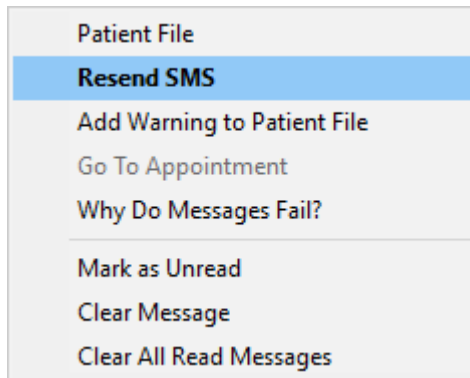 Patient File
Resend SMS
Add Warning to Patient File
Go To Appointment
Why Do Messages Fail?
Mark as Unread
Clear Message
Clear All Read Messages